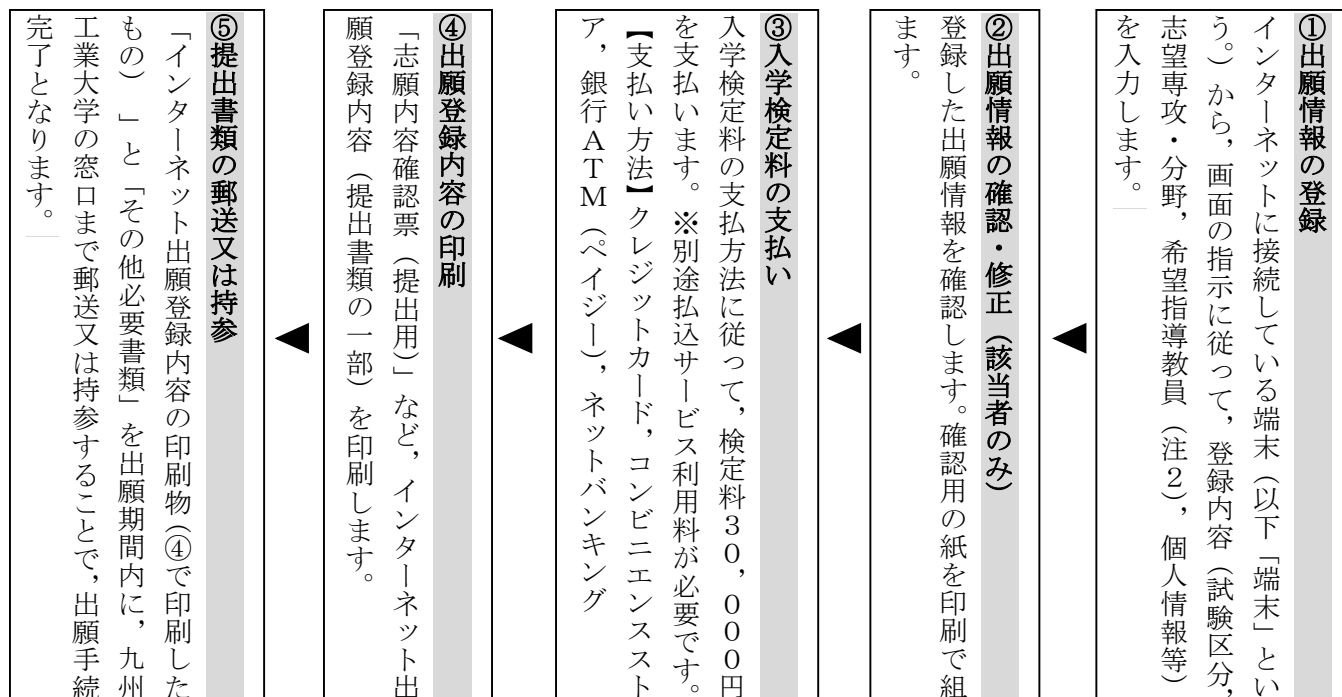 ①出願情報の登録
インターネットに接続している端末（以下「端末」とい
う。）から，画面の指示に従って，登録内容（試験区分，
志望専攻・分野，希望指導教員（注２），個人情報等）
を入力します。
②出願情報の確認・修正（該当者のみ）
登録した出願情報を確認します。確認用の紙を印刷で組
ます。
③入学検定料の支払い
入学検定料の支払方法に従って，検定料３０，０００円
を支払います。※別途払込サービス利用料が必要です。
【支払い方法】クレジットカード，コンビニエンススト
ア，銀行ＡＴＭ（ペイジー），ネットバンキング
④出願登録内容の印刷
「志願内容確認票（提出用）」など，インターネット出
願登録内容（提出書類の一部）を印刷します。
⑤提出書類の郵送又は持参
「インターネット出願登録内容の印刷物（④で印刷した
もの）」と「その他必要書類」を出願期間内に，九州
工業大学の窓口まで郵送又は持参することで，出願手続
完了となります。